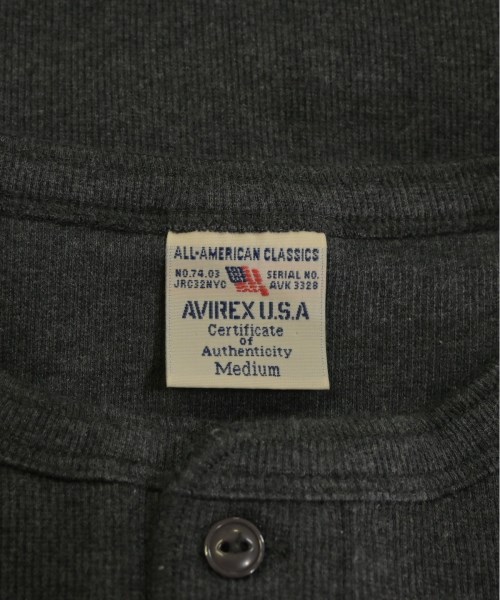 ALL-AMERICAN CLASSICS
NO.74.03 SERIAL NO.
JRC32NYC AVK 3328
AVIREX U.S.A
Certificate
of
Authenticity
Medium